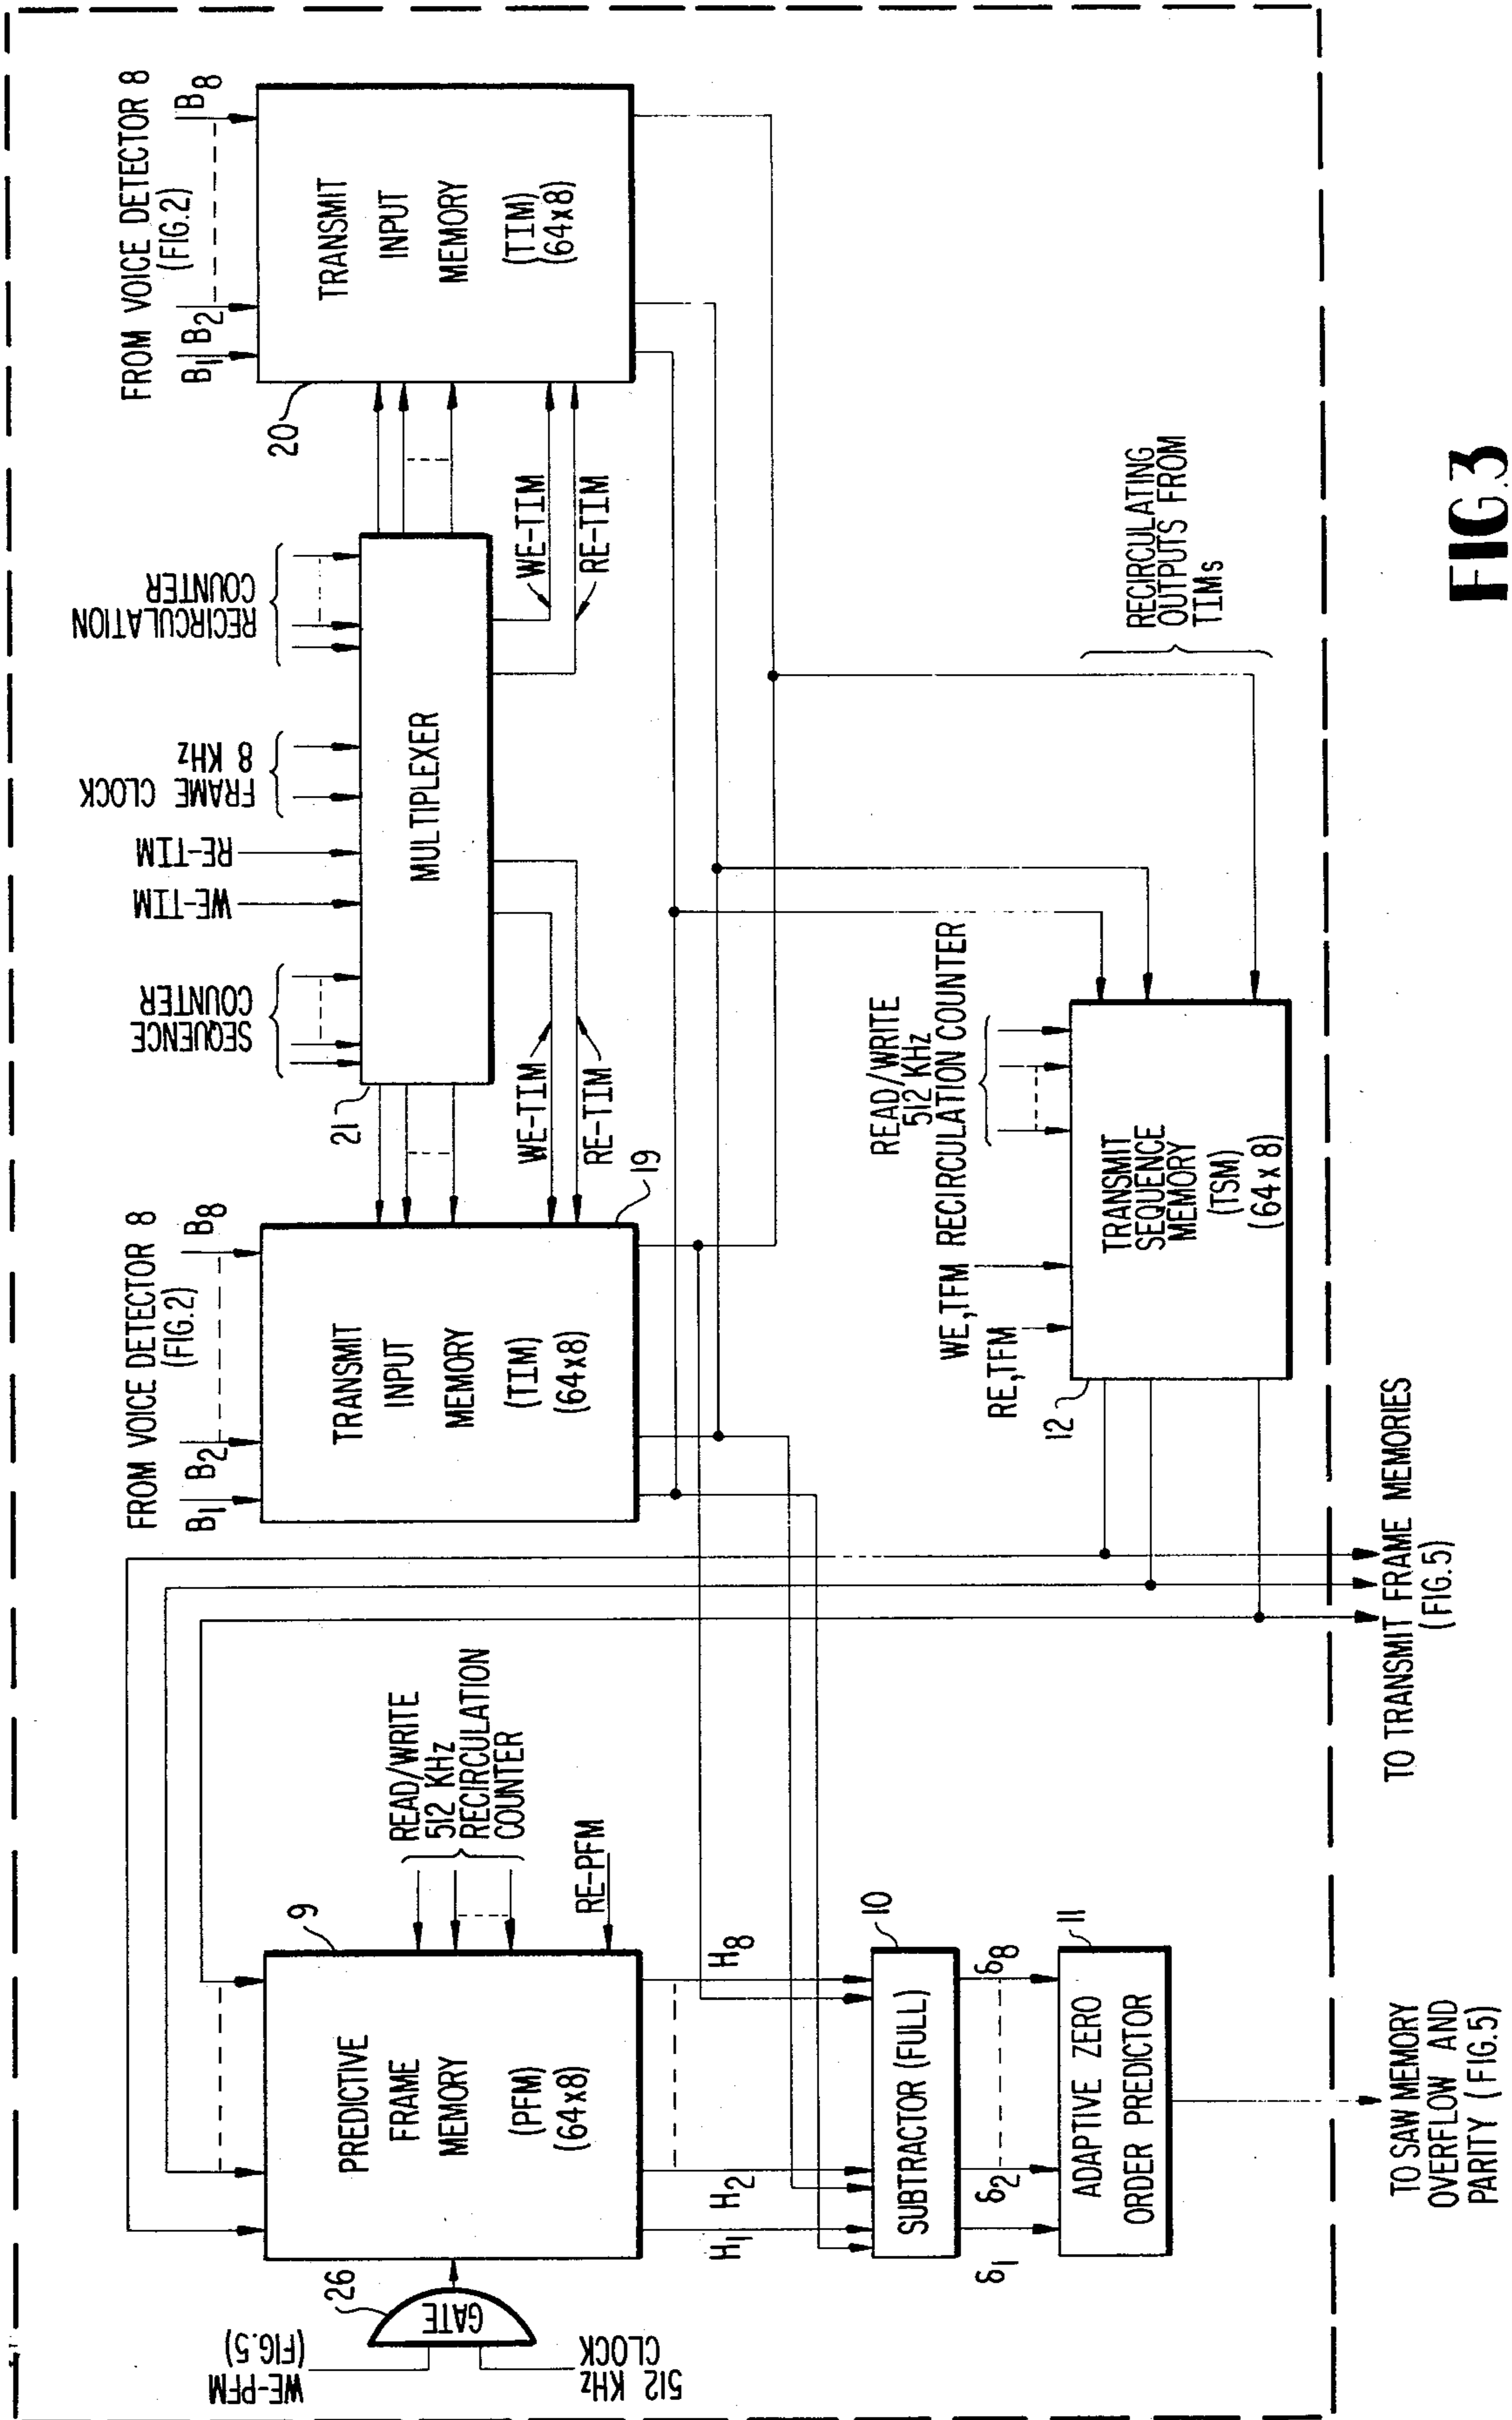 FROM VOICE DETECTOR 8
(FIG.2)
B1 B2 B8
TRANSMIT
INPUT
MEMORY
(TIM)
(64x8)
20
RECIRCULATION
COUNTER
FRAME CLOCK
8 KHz
RE-TIM
WE-TIM
SEQUENCE
COUNTER
MULTIPLEXER
21
WE-TIM
RE-TIM
WE-TIM
RE-TIM
FROM VOICE DETECTOR 8
(FIG.2)
B1 B2 B8
TRANSMIT
INPUT
MEMORY
(TIM)
(64x8)
19
RECIRCULATING
OUTPUTS FROM
TIMs
READ/WRITE
512 KHz
RECIRCULATION COUNTER
WE,TFM
RE,TFM
TRANSMIT
SEQUENCE
MEMORY
(TSM)
(64x8)
12
TO TRANSMIT FRAME MEMORIES
(FIG.5)
READ/WRITE
512 KHz
RECIRCULATION
COUNTER
RE-PFM
9
PREDICTIVE
FRAME
MEMORY
(PFM)
(64x8)
26
GATE
WE-PFM
(FIG.5)
512 KHz
CLOCK
H1 H2 H8
SUBTRACTOR (FULL)
10
δ1 δ2 δ8
ADAPTIVE ZERO
ORDER PREDICTOR
11
TO SAW MEMORY
OVERFLOW AND
PARITY (FIG.5)
FIG.3